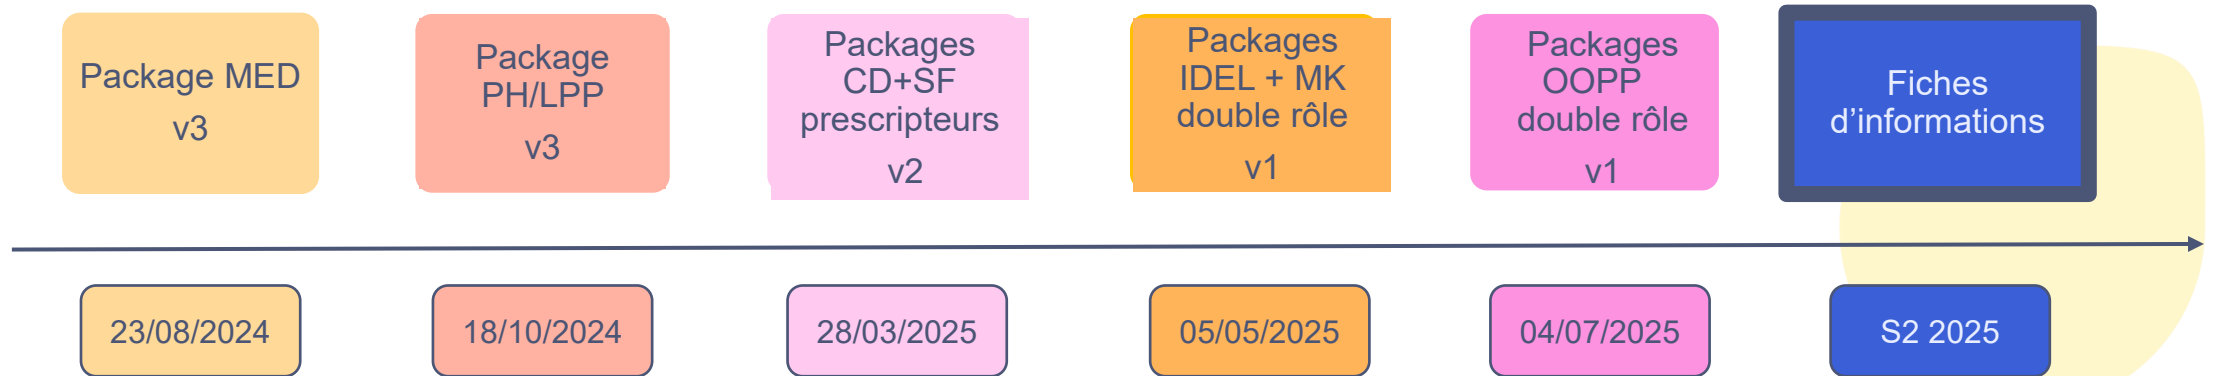 Package MED
v3
Package
PH/LPP
v3
Packages
CD+SF
prescripteurs
v2
Packages
IDEL + MK
double rôle
v1
Packages
OOPP
double rôle
v1
Fiches
d’informations
23/08/2024
18/10/2024
28/03/2025
05/05/2025
04/07/2025
S2 2025